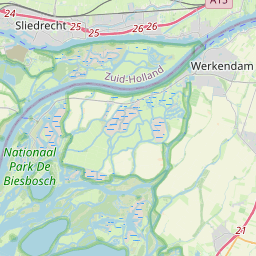 A15
24
Sliedrecht
25
25
26
26
Zuid-Holland
Werkendam
Nationaal
Park De
Biesbosch
21